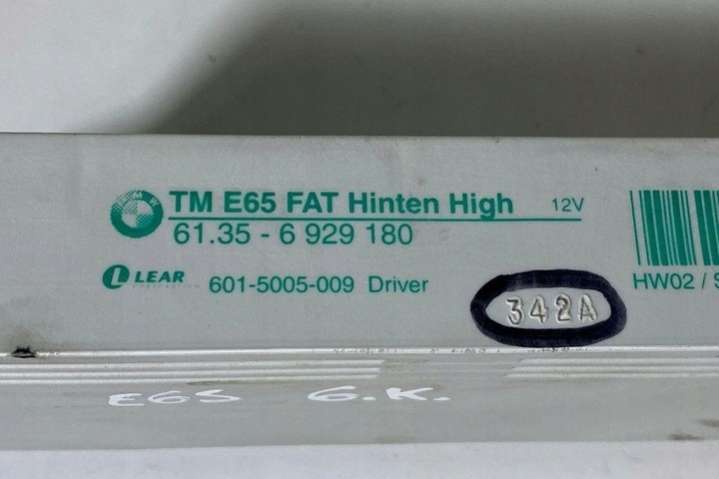 TM E65 FAT Hinten High 12V
61.35 - 6 929 180
LEAR 601-5005-009 Driver
HW02 / S
342A
E65 G.K.